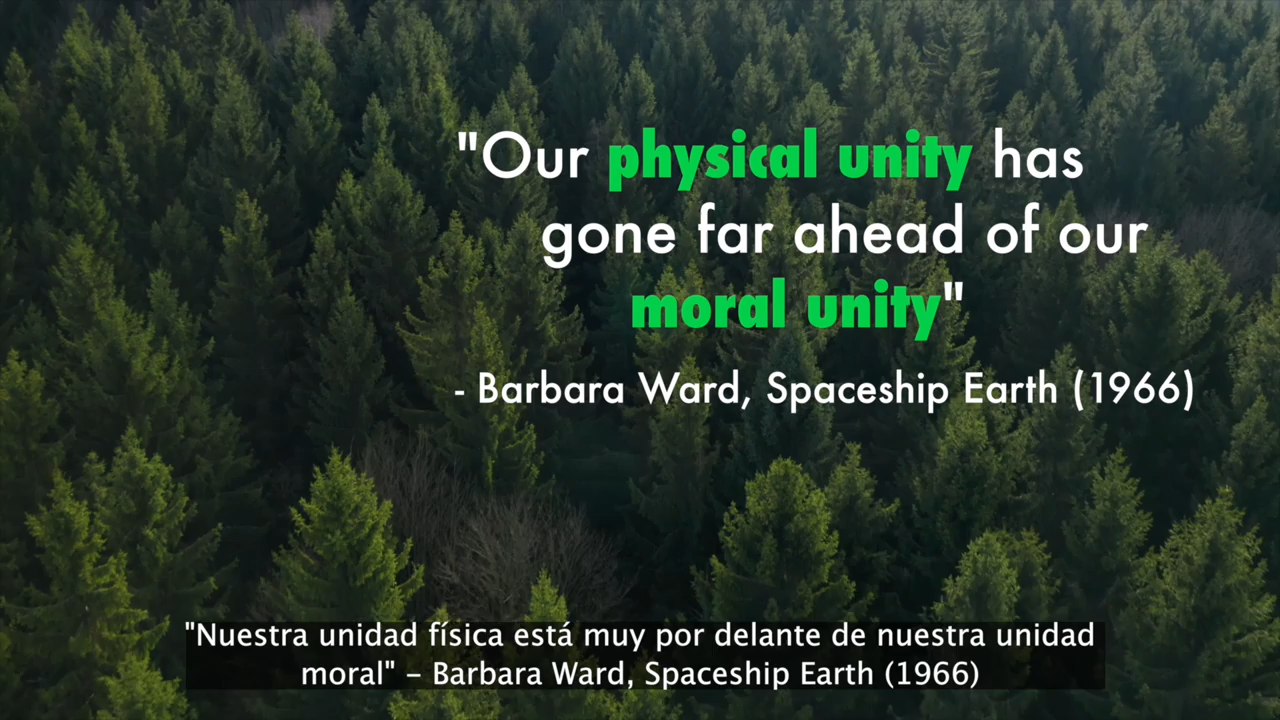 "Our physical unity has
gone far ahead of our
moral unity"
- Barbara Ward, Spaceship Earth (1966)
"Nuestra unidad física está muy por delante de nuestra unidad
moral" – Barbara Ward, Spaceship Earth (1966)